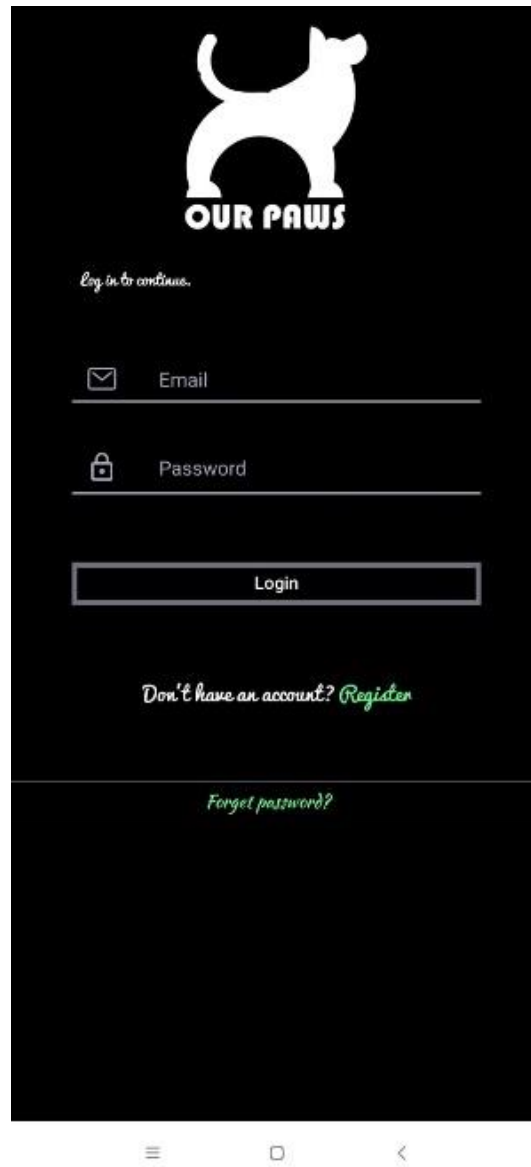 OUR PAWS
Log in to continue.
Email
Password
Login
Don't have an account? Register
Forget password?